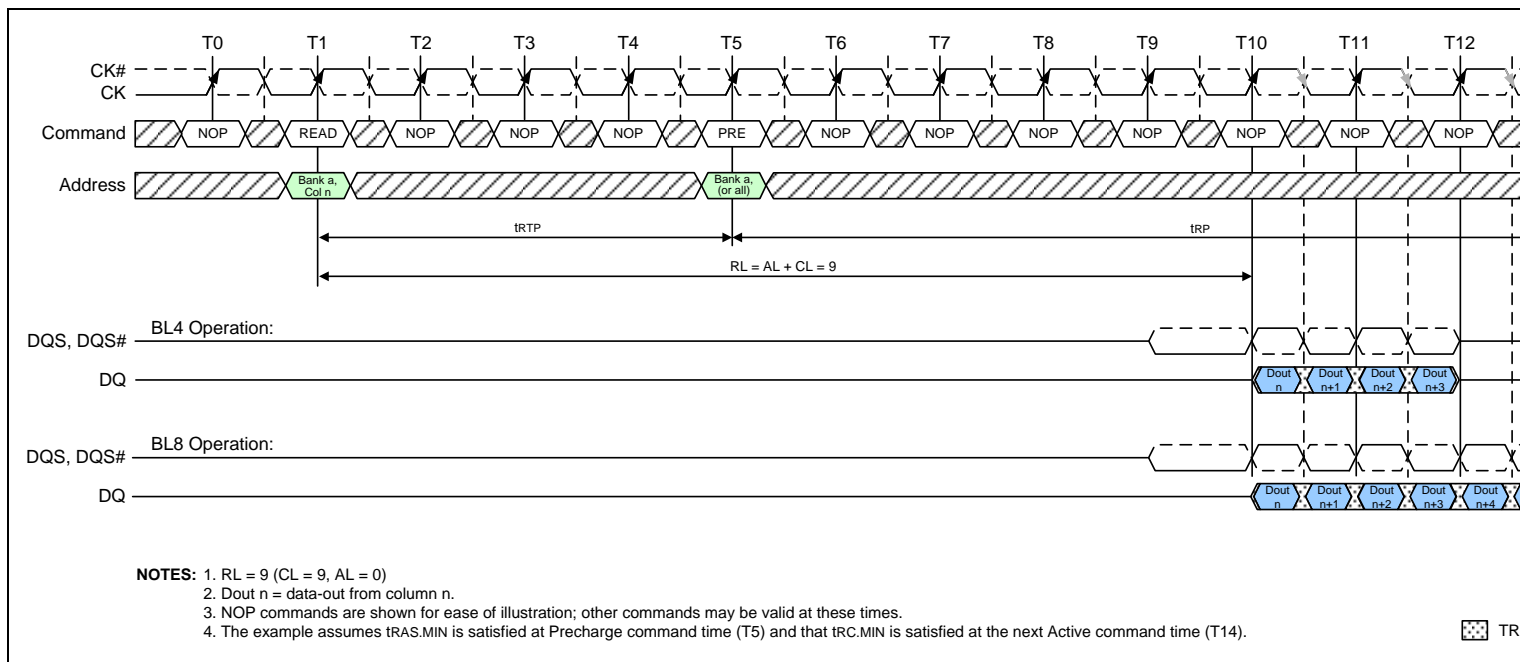 T0 T1 T2 T3 T4 T5 T6 T7 T8 T9 T10 T11 T12
CK#
CK
Command NOP READ NOP NOP NOP PRE NOP NOP NOP NOP NOP NOP NOP
Address Bank a, Col n Bank a, (or all)
tRTP tRP
RL = AL + CL = 9
BL4 Operation:
DQS, DQS#
DQ Dout n Dout n+1 Dout n+2 Dout n+3
BL8 Operation:
DQS, DQS#
DQ Dout n Dout n+1 Dout n+2 Dout n+3 Dout n+4
NOTES: 1. RL = 9 (CL = 9, AL = 0)
2. Dout n = data-out from column n.
3. NOP commands are shown for ease of illustration; other commands may be valid at these times.
4. The example assumes tRAS.MIN is satisfied at Precharge command time (T5) and that tRC.MIN is satisfied at the next Active command time (T14).
TR